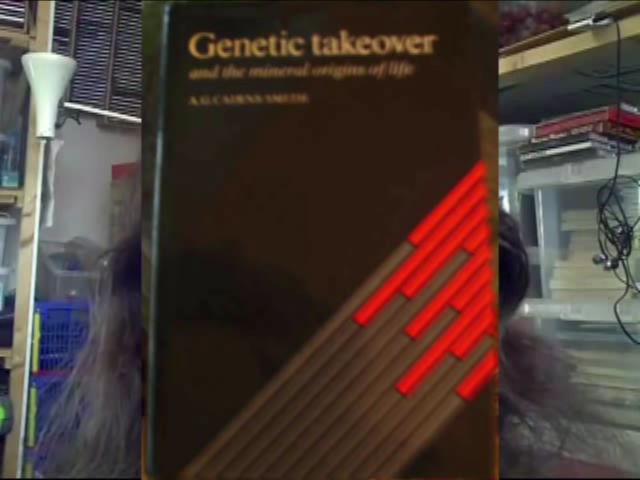 Genetic takeover
and the mineral origins of life
A. G. CAIRNS-SMITH